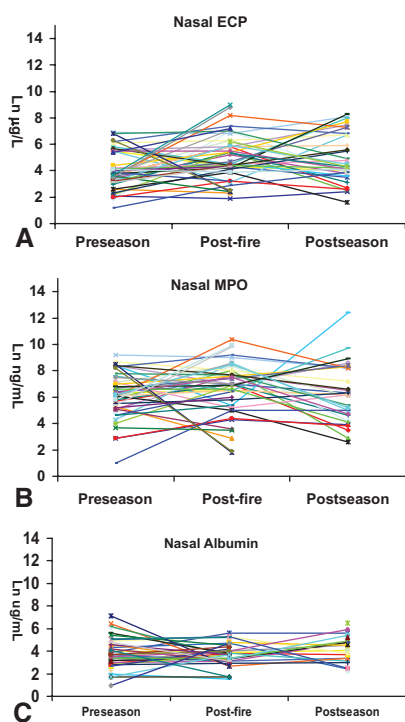 Nasal ECP
Ln µg/L
14
12
10
8
6
4
2
0
Preseason Post-fire Postseason
A
Nasal MPO
Ln ng/mL
14
12
10
8
6
4
2
0
Preseason Post-fire Postseason
B
Nasal Albumin
Ln ug/mL
14
12
10
8
6
4
2
0
Preseason Post-fire Postseason
C